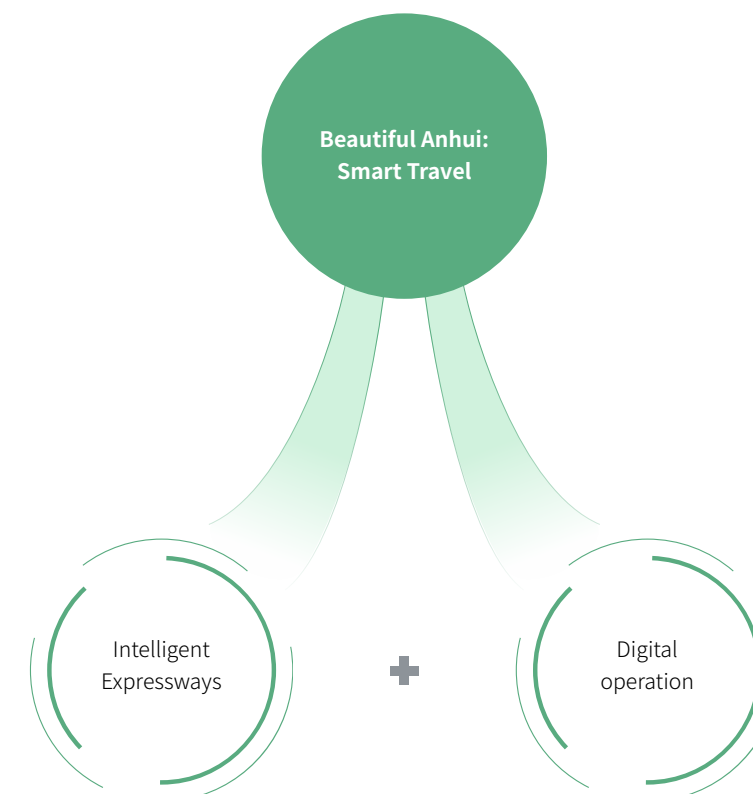 Beautiful Anhui:
Smart Travel
Intelligent
Expressways
Digital
operation